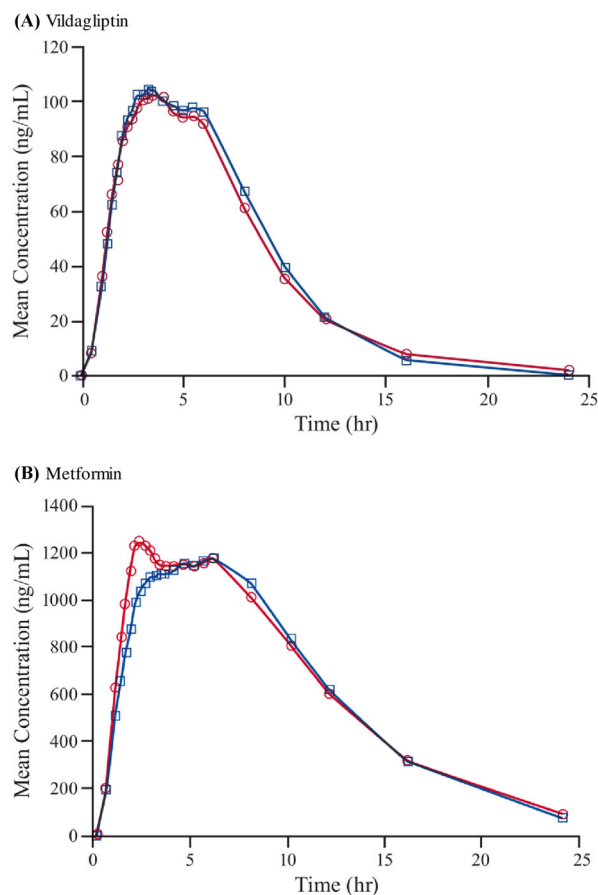 (A) Vildagliptin
Mean Concentration (ng/mL)
120
100
80
60
40
20
0
0 5 10 15 20 25
Time (hr)
(B) Metformin
Mean Concentration (ng/mL)
1400
1200
1000
800
600
400
200
0
0 5 10 15 20 25
Time (hr)